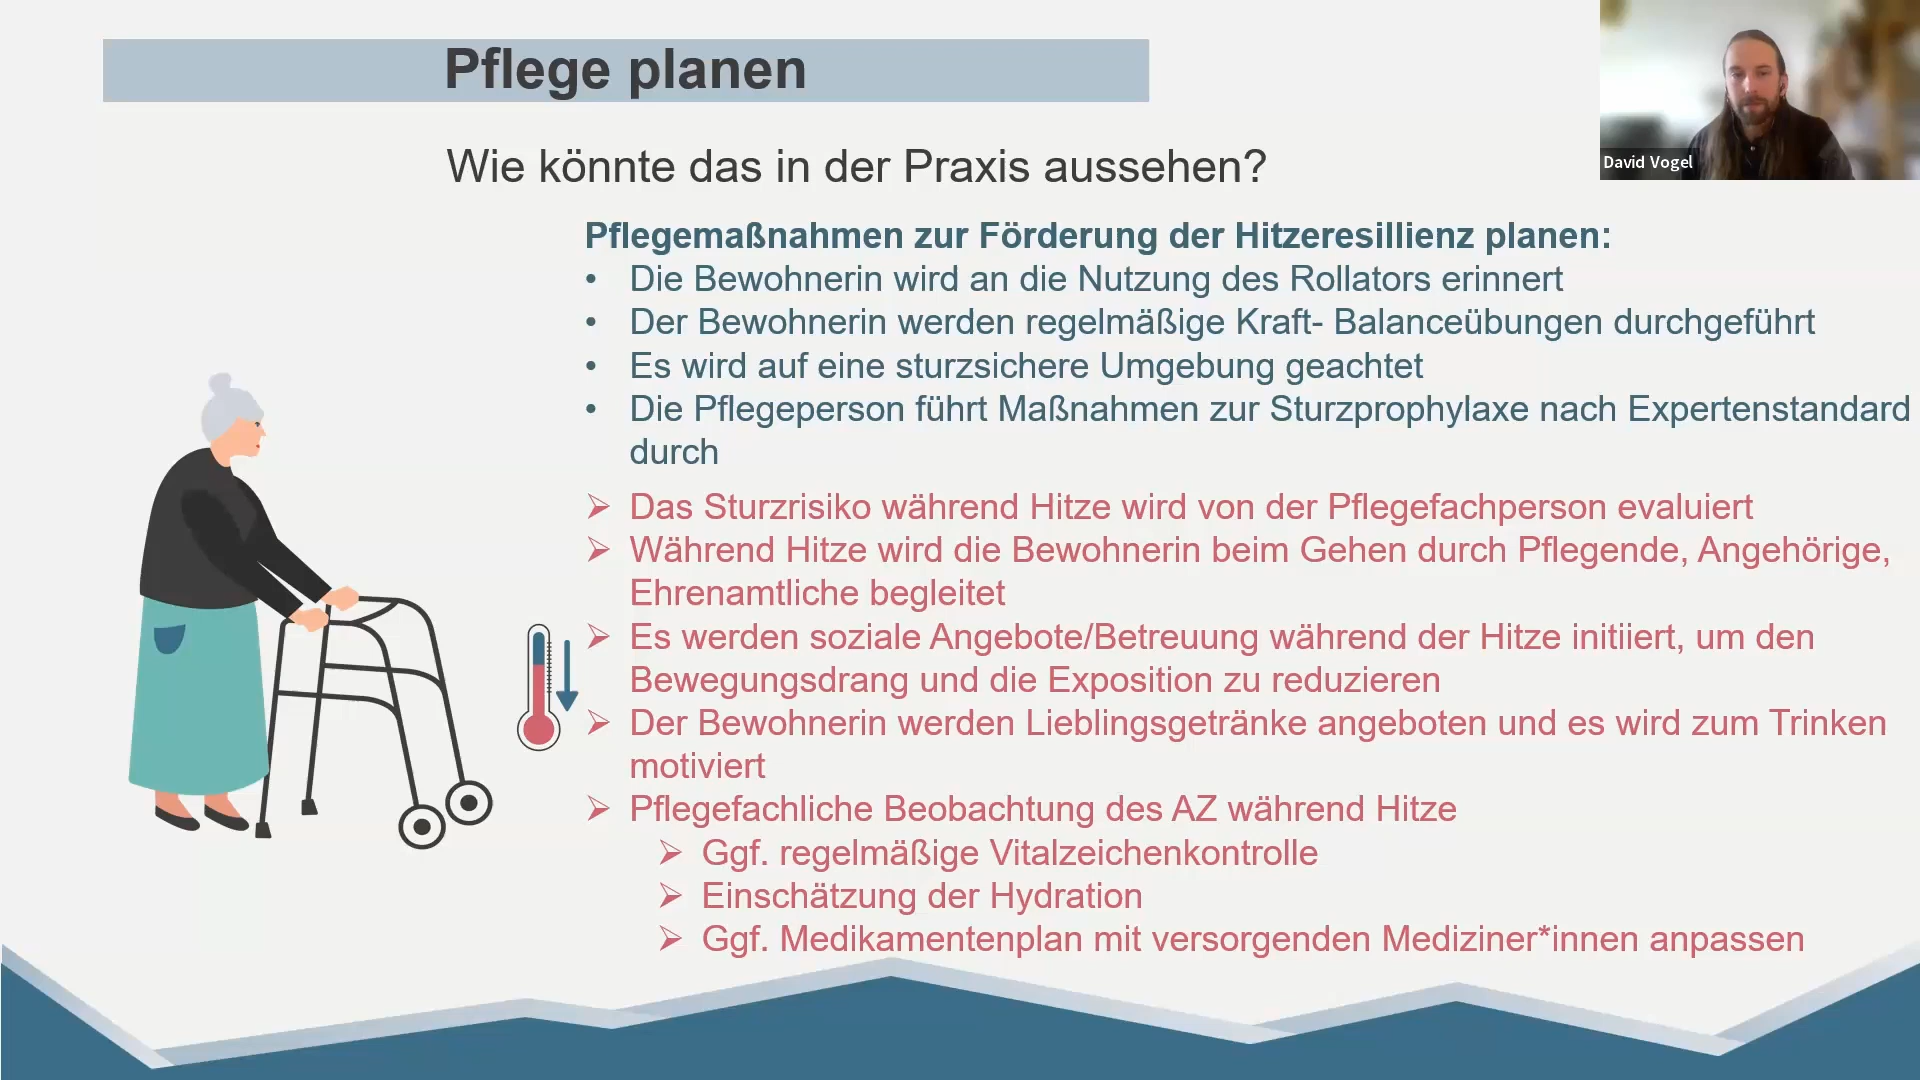 Pflege planen
David Vogel
Wie könnte das in der Praxis aussehen?
Pflegemaßnahmen zur Förderung der Hitzeresillienz planen:
• Die Bewohnerin wird an die Nutzung des Rollators erinnert
• Der Bewohnerin werden regelmäßige Kraft- Balanceübungen durchgeführt
• Es wird auf eine sturzsichere Umgebung geachtet
• Die Pflegeperson führt Maßnahmen zur Sturzprophylaxe nach Expertenstandard
durch
➢ Das Sturzrisiko während Hitze wird von der Pflegefachperson evaluiert
➢ Während Hitze wird die Bewohnerin beim Gehen durch Pflegende, Angehörige,
Ehrenamtliche begleitet
➢ Es werden soziale Angebote/Betreuung während der Hitze initiiert, um den
Bewegungsdrang und die Exposition zu reduzieren
➢ Der Bewohnerin werden Lieblingsgetränke angeboten und es wird zum Trinken
motiviert
➢ Pflegefachliche Beobachtung des AZ während Hitze
➢ Ggf. regelmäßige Vitalzeichenkontrolle
➢ Einschätzung der Hydration
➢ Ggf. Medikamentenplan mit versorgenden Mediziner*innen anpassen